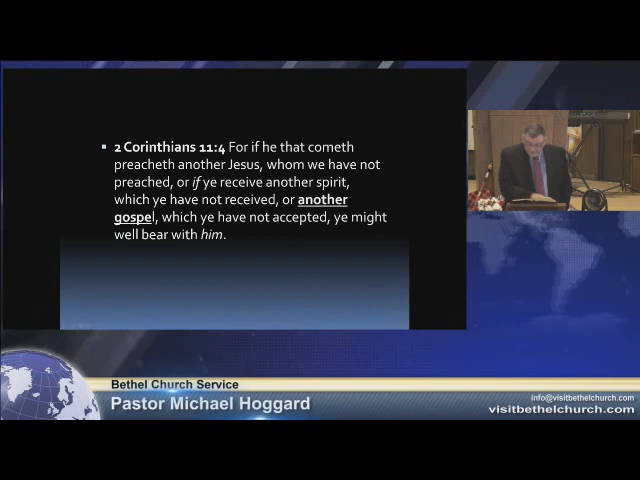 2 Corinthians 11:4 For if he that cometh
preacheth another Jesus, whom we have not
preached, or if ye receive another spirit,
which ye have not received, or another
gospel, which ye have not accepted, ye might
well bear with him.
Bethel Church Service
Pastor Michael Hoggard
info@visitbethelchurch.com
visitbethelchurch.com